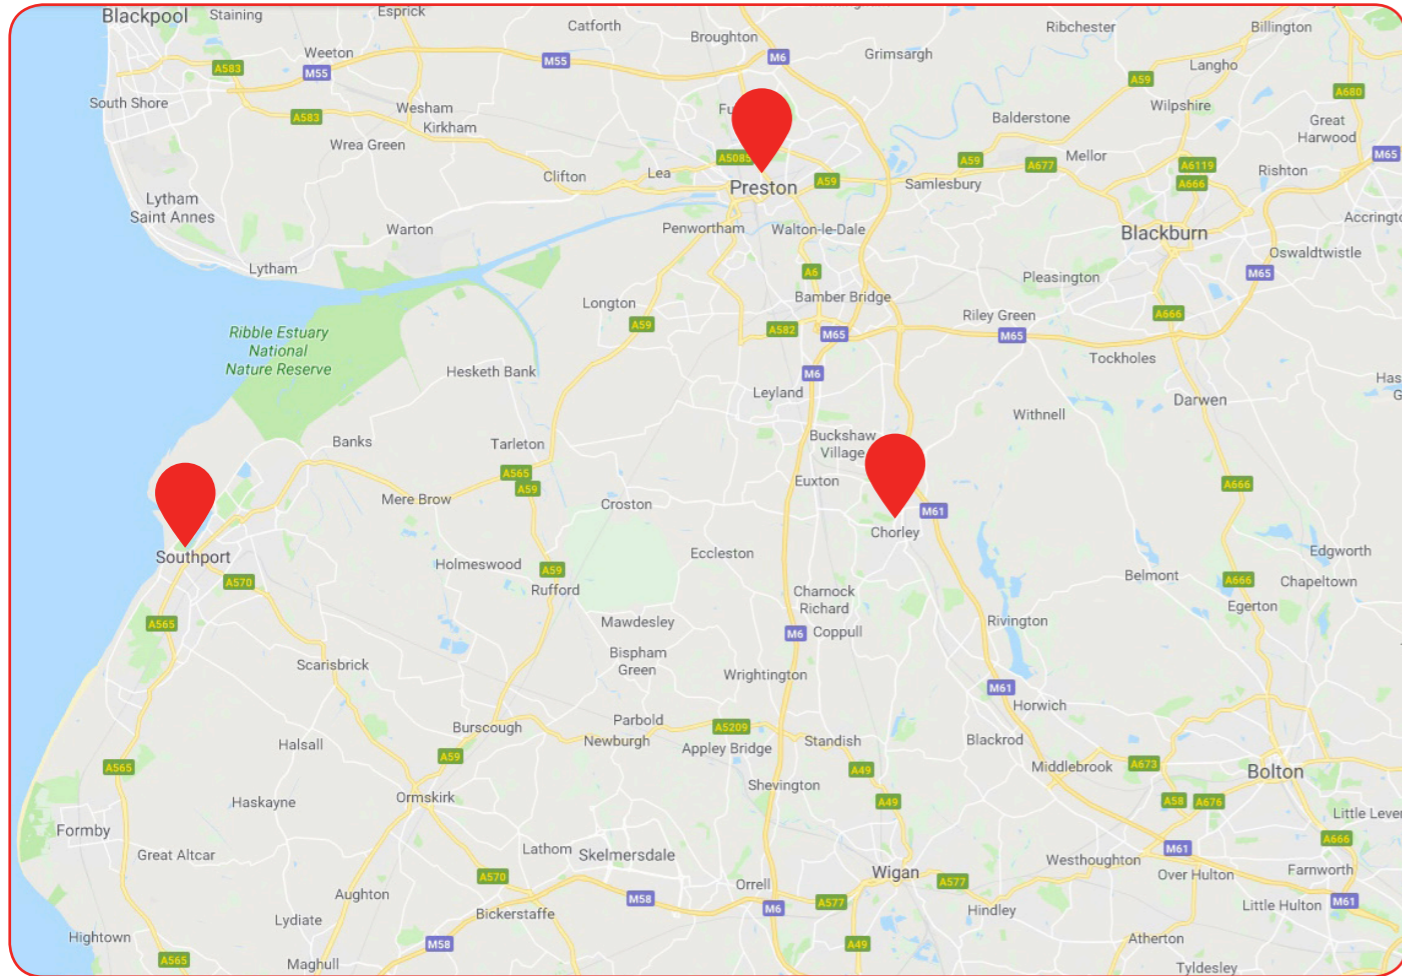 Blackpool
Staining
Esprick
Catforth
Broughton
Ribchester
Billington
Weeton
M55
M55
M6
Grimsargh
Langho
A583
A59
South Shore
A583
Wesham
Kirkham
Fu
Balderstone
Wilpshire
A680
Great
Harwood
Wrea Green
A5085
Lea
Clifton
Preston
A59
Samlesbury
A59
A677
Mellor
A6119
A666
Rishton
M65
Lytham
Saint Annes
Warton
Penwortham
Walton-le-Dale
Blackburn
Accringto
Oswaldtwistle
Lytham
A6
Pleasington
M65
Longton
Bamber Bridge
Riley Green
A59
A582
M65
M65
A666
Ribble Estuary
National
Nature Reserve
Hesketh Bank
M6
Leyland
Tockholes
Has
G
Darwen
Withnell
Banks
Tarleton
Buckshaw
Village
A565
A59
Mere Brow
Croston
Euxton
A666
M61
Chorley
Southport
Holmeswood
Eccleston
Edgworth
A570
A59
Rufford
Belmont
A666
Chapeltown
Charnock
Richard
Egerton
A565
Mawdesley
M6
Coppull
Rivington
Scarisbrick
Bispham
Green
Wrightington
M61
Horwich
Burscough
Parbold
A5209
Newburgh
Appley Bridge
Standish
Blackrod
Halsall
A59
A49
Middlebrook
A673
Bolton
A565
Shevington
Haskayne
Ormskirk
A49
A58
A676
Little Lever
Formby
A666
Great Altcar
Lathom
Skelmersdale
M61
Westhoughton
Over Hulton
Farnworth
A570
Orrell
Wigan
A577
Aughton
M58
A577
M6
Hindley
Little Hulton
M61
Lydiate
Bickerstaffe
Hightown
M58
A49
Atherton
A565
Maghull
Tyldesley